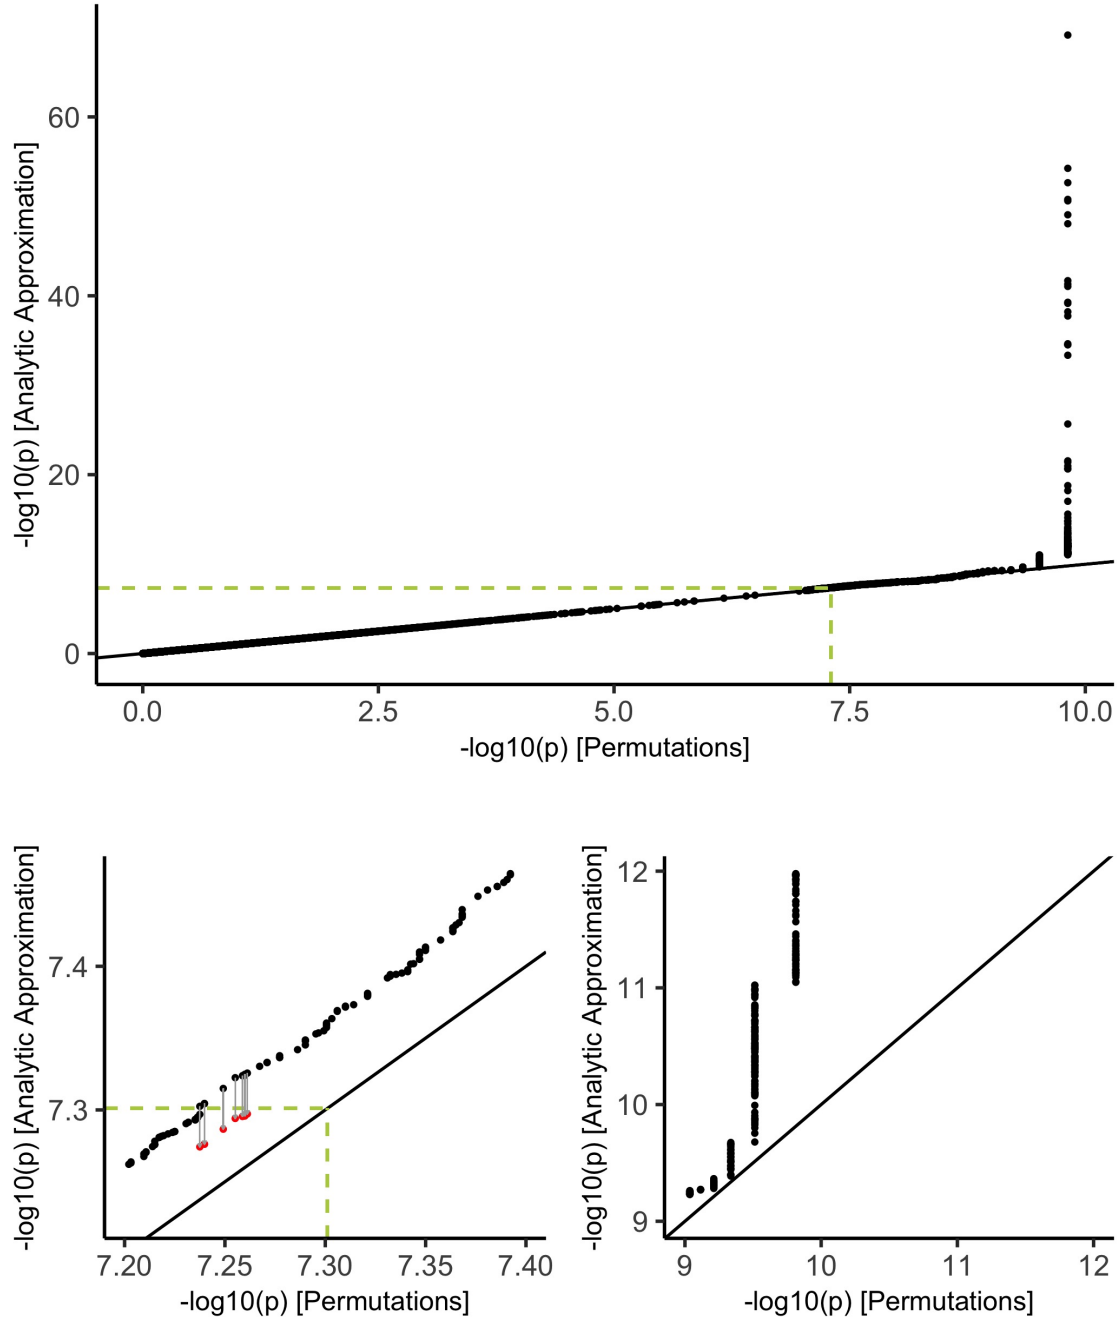 -log10(p) [Analytic Approximation]
60
40
20
0
0.0 2.5 5.0 7.5 10.0
-log10(p) [Permutations]
-log10(p) [Analytic Approximation]
7.4
7.3
7.20 7.25 7.30 7.35 7.40
-log10(p) [Permutations]
-log10(p) [Analytic Approximation]
12
11
10
9
9 10 11 12
-log10(p) [Permutations]